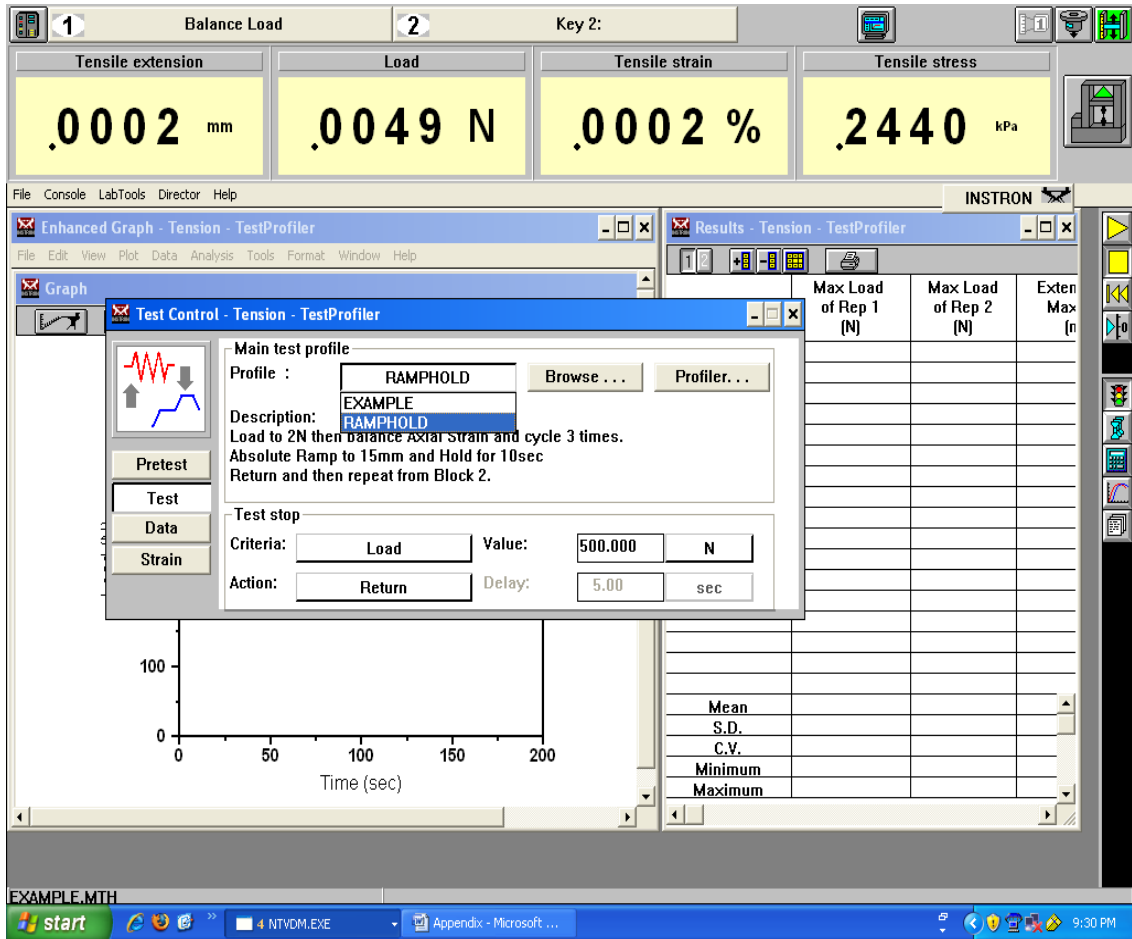 1 Balance Load 2 Key 2:
1
Tensile extension Load Tensile strain Tensile stress
.0002 mm .0049 N .0002 % .2440 kPa
File Console LabTools Director Help
INSTRON
Enhanced Graph - Tension - TestProfiler
File Edit View Plot Data Analysis Tools Format Window Help
Graph
Results - Tension - TestProfiler
1 2
Max Load of Rep 1 (N)
Max Load of Rep 2 (N)
Test Control - Tension - TestProfiler
Main test profile
Profile : RAMPHOLD Browse . . . Profiler. . .
EXAMPLE
RAMPHOLD
Description:
Load to 2N then balance Axial Strain and cycle 3 times.
Absolute Ramp to 15mm and Hold for 10sec
Return and then repeat from Block 2.
Pretest
Test
Data
Strain
Test stop
Criteria: Load Value: 500.000 N
Action: Return Delay: 5.00 sec
100
0
0 50 100 150 200
Time (sec)
Mean
S.D.
C.V.
Minimum
Maximum
EXAMPLE.MTH
start 4 NTVDM.EXE Appendix - Microsoft ... 9:30 PM